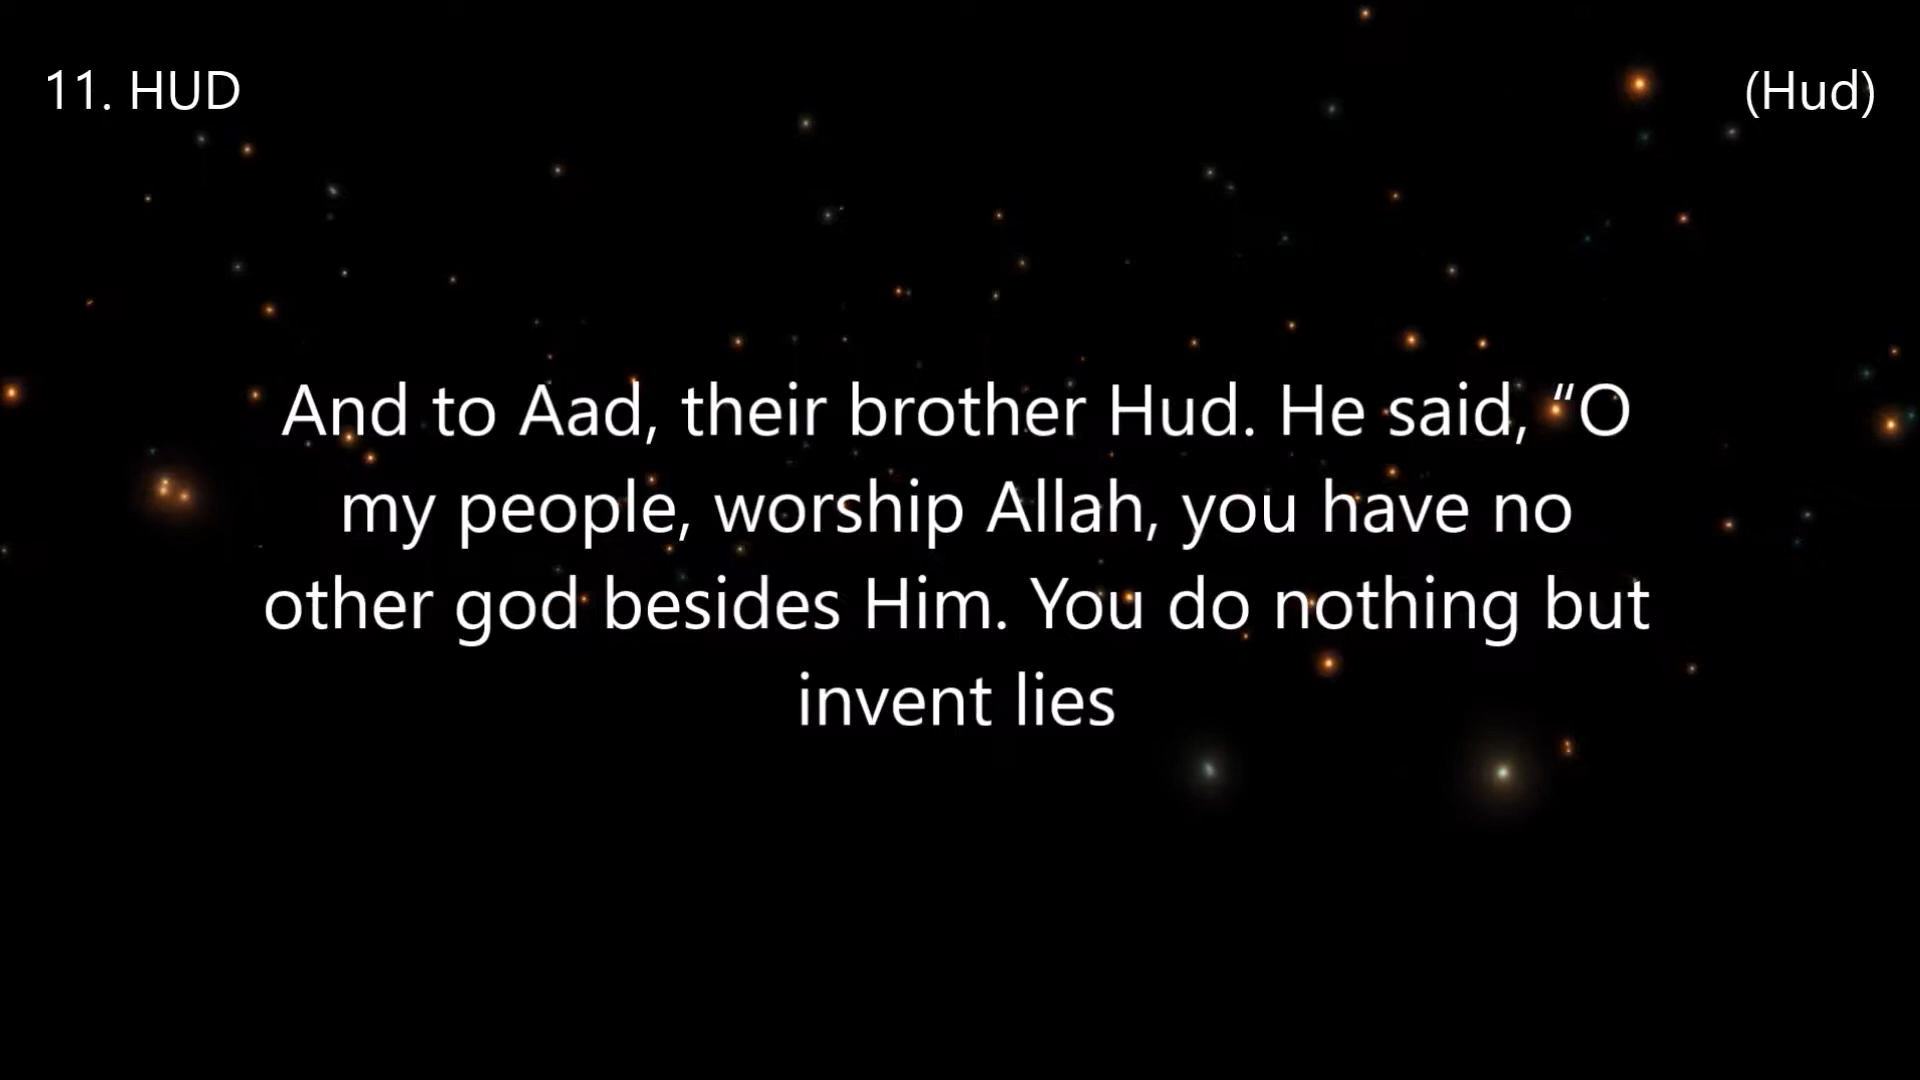 11. HUD
(Hud)
And to Aad, their brother Hud. He said, “O
my people, worship Allah, you have no
other god besides Him. You do nothing but
invent lies